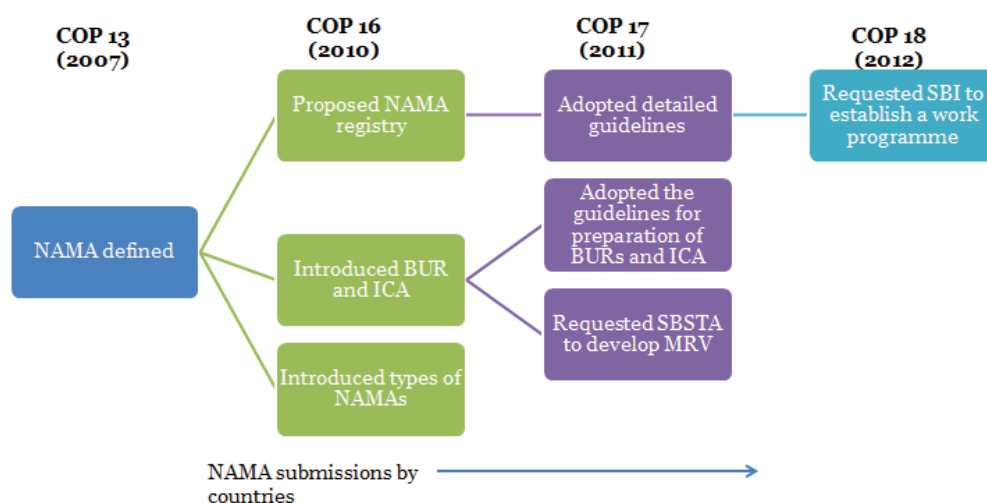 COP 13
(2007)
COP 16
(2010)
COP 17
(2011)
COP 18
(2012)
Proposed NAMA
registry
Adopted detailed
guidelines
Requested SBI to
establish a work
programme
NAMA defined
Introduced BUR
and ICA
Adopted the
guidelines for
preparation of
BURs and ICA
Requested SBSTA
to develop MRV
Introduced types of
NAMAs
NAMA submissions by
countries